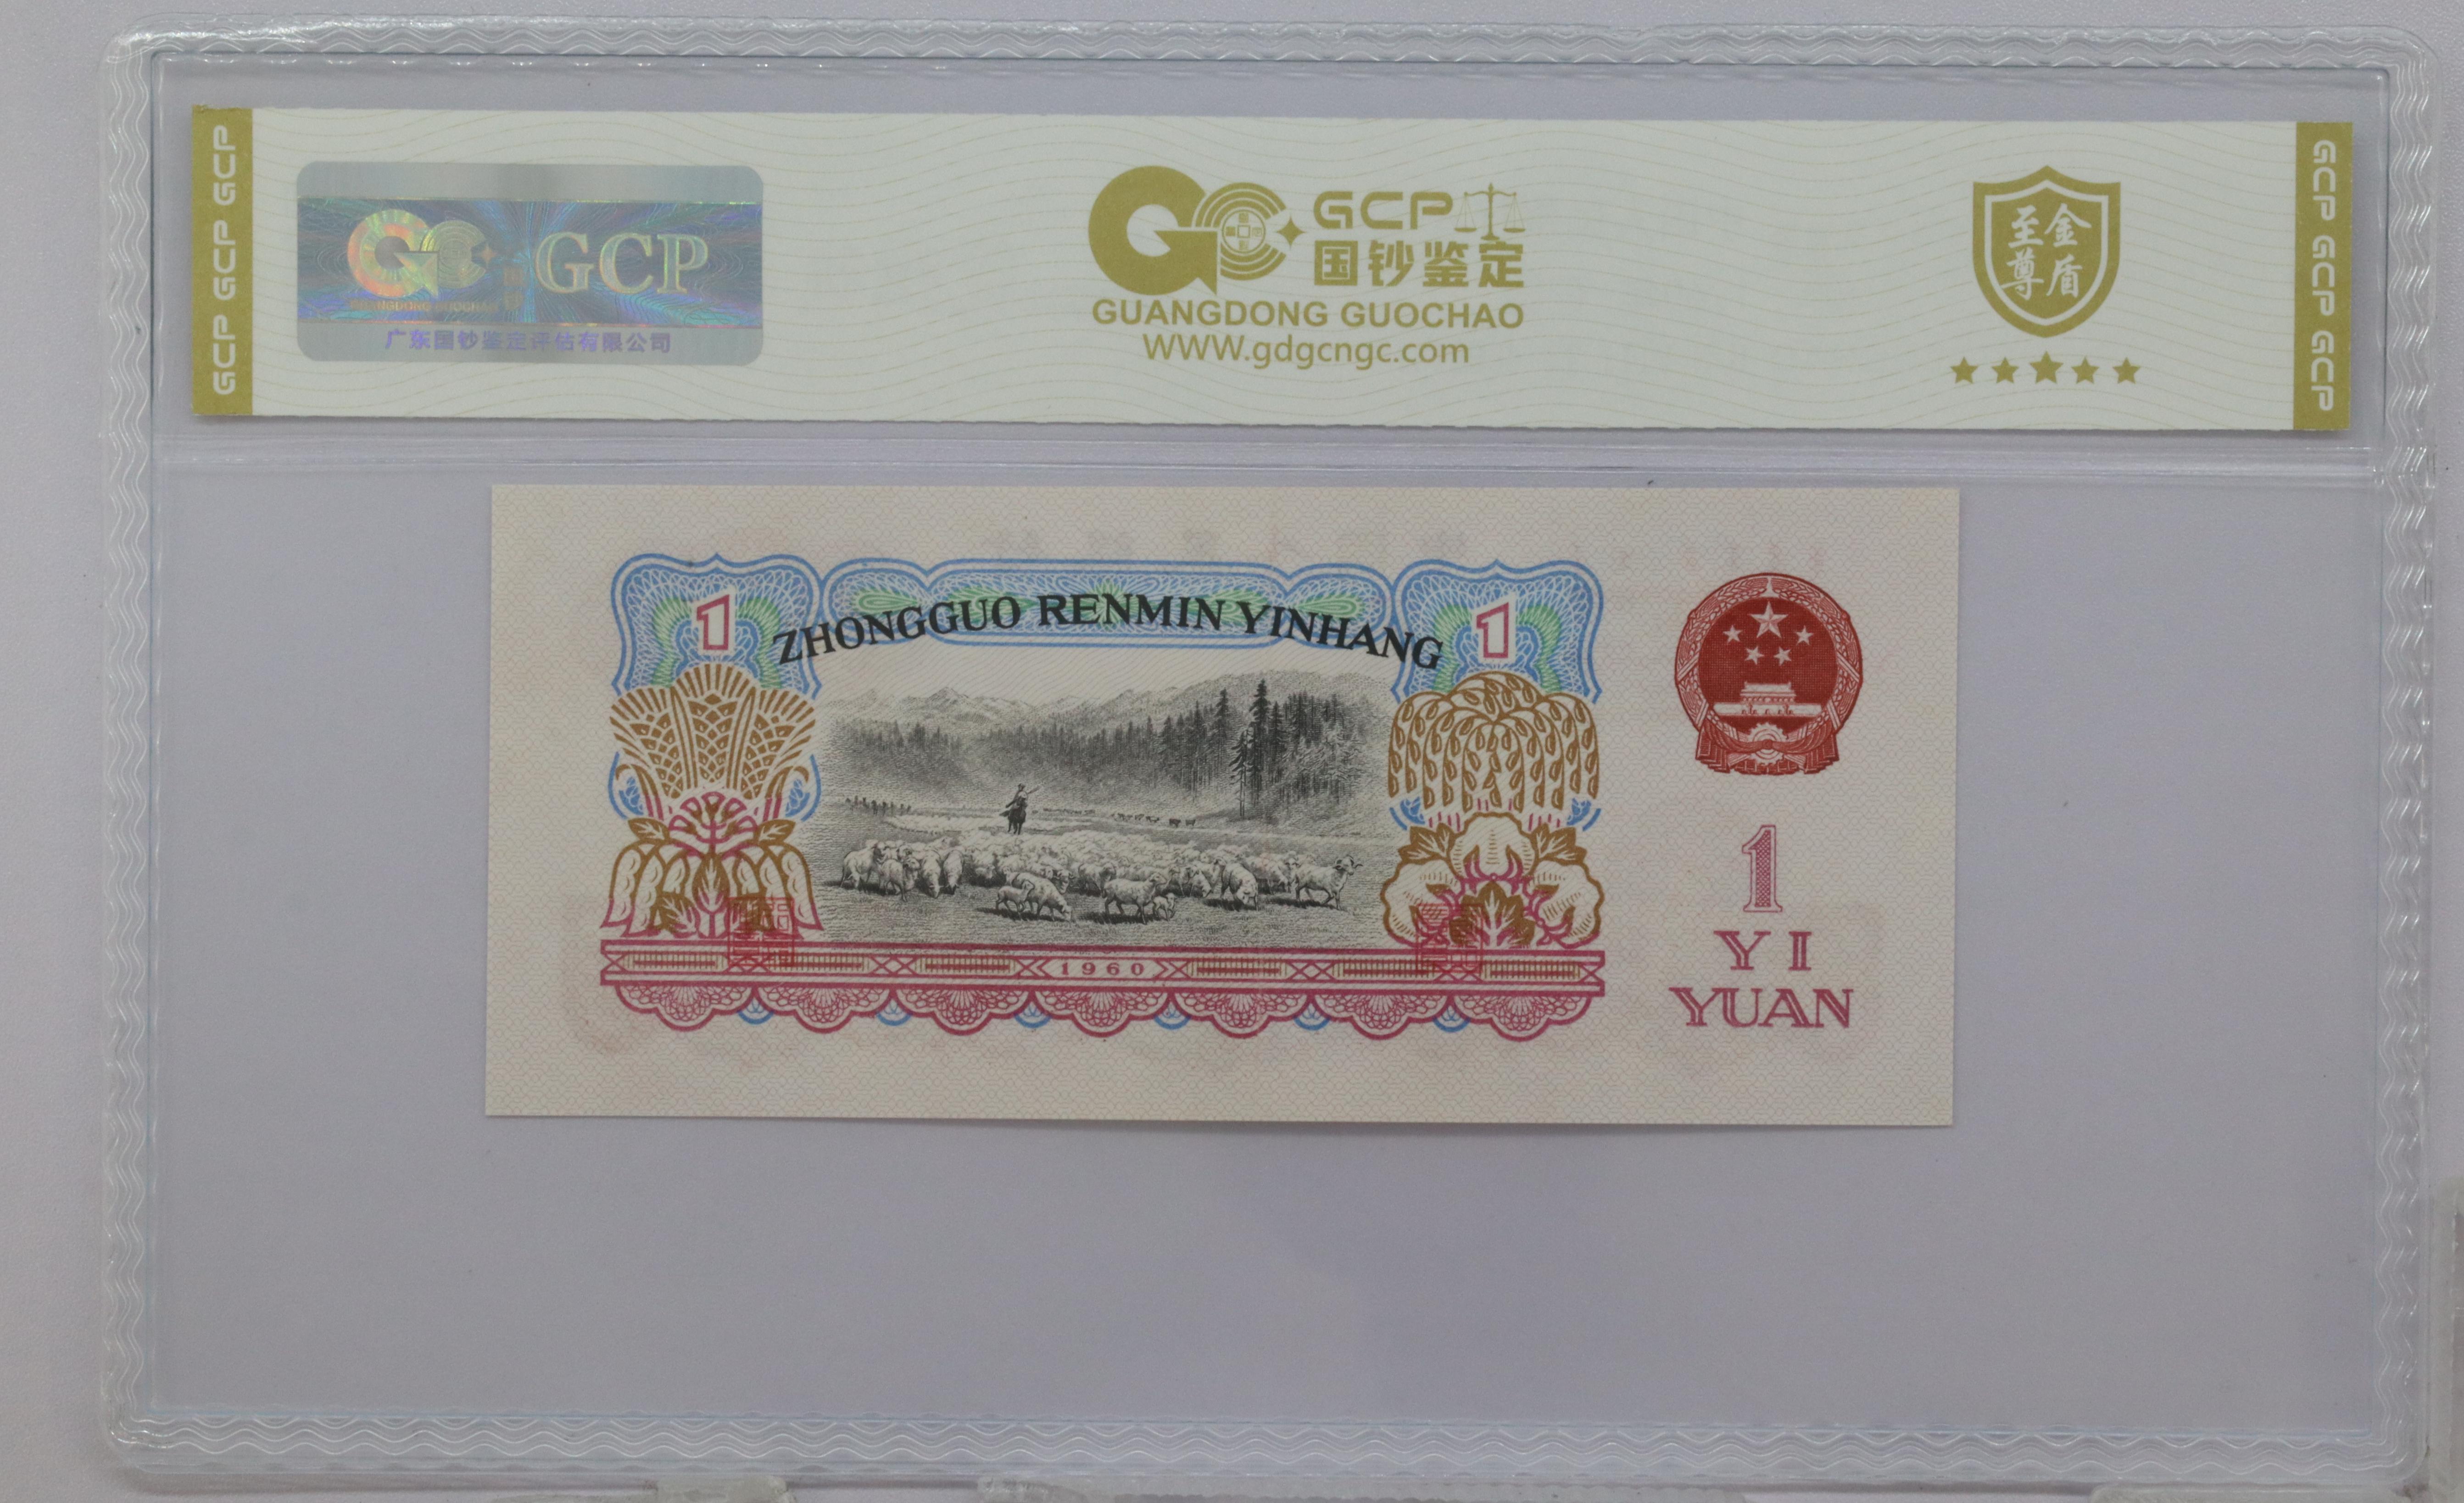 GCP GCP GCP
GCP
GUANGDONG GUOCHAO
广东国钞鉴定评估有限公司
GCP
国钞鉴定
GUANGDONG GUOCHAO
WWW.gdgcngc.com
至金
尊盾
GCP GCP GCP
1
ZHONGGUO RENMIN YINHANG
1
1960
1
YI
YUAN